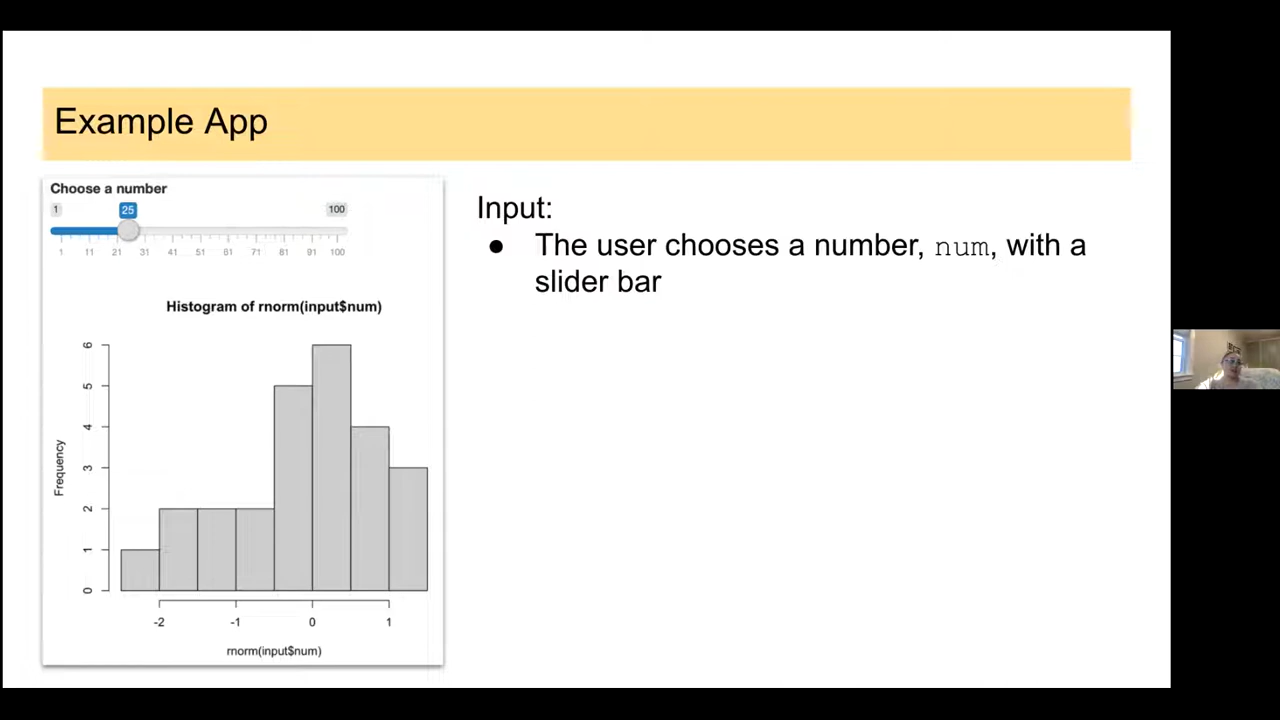 Example App
Choose a number
1 25 100
1 11 21 31 41 51 61 71 81 91 100
Histogram of rnorm(input$num)
6
5
4
3
2
1
0
Frequency
-2 -1 0 1
rnorm(input$num)
Input:
● The user chooses a number, num, with a
slider bar